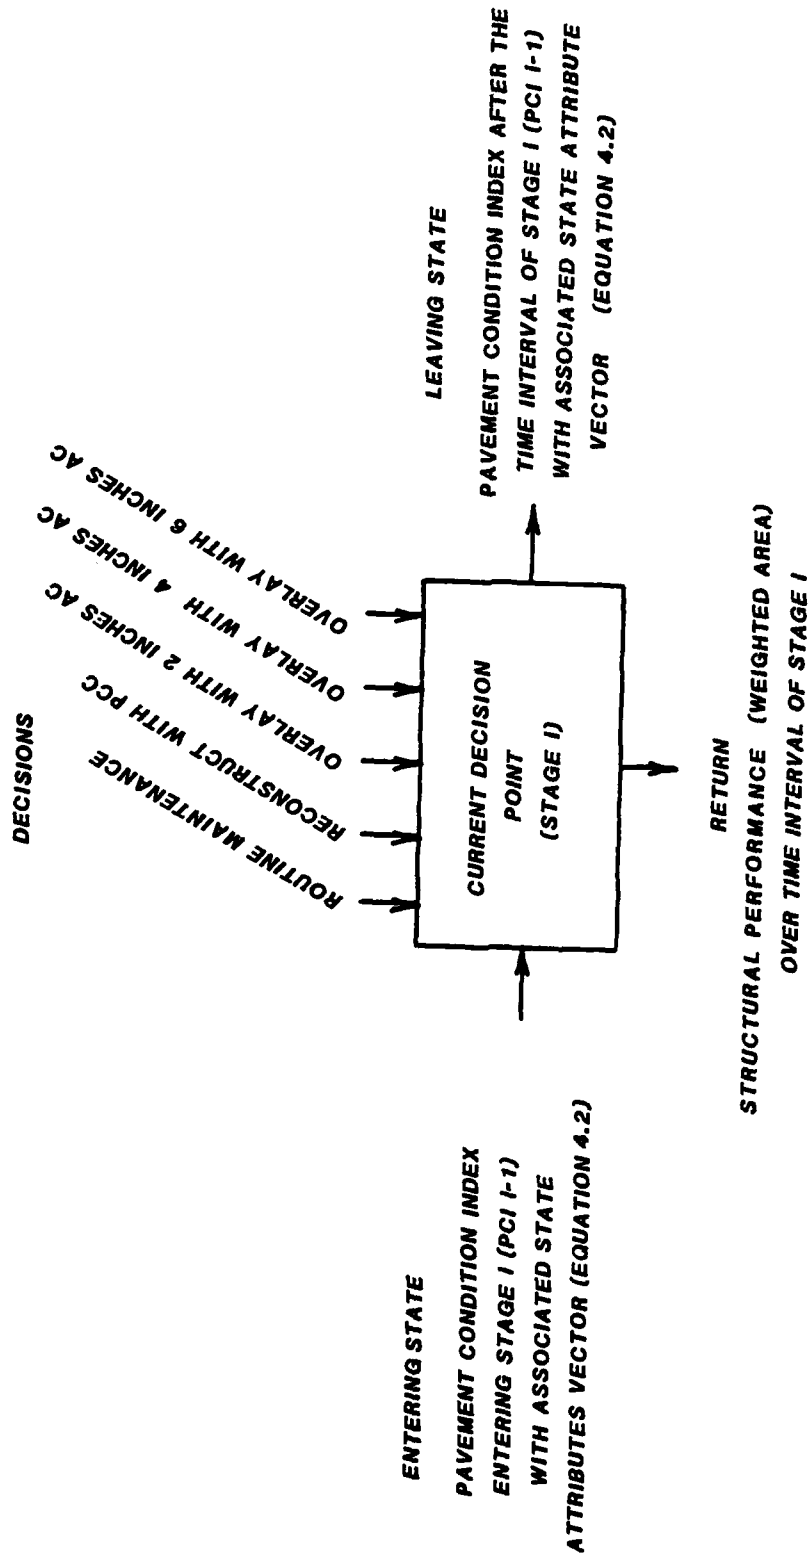 DECISIONS
ROUTINE MAINTENANCE
RECONSTRUCT WITH PCC
OVERLAY WITH 2 INCHES AC
OVERLAY WITH 4 INCHES AC
OVERLAY WITH 6 INCHES AC
ENTERING STATE
PAVEMENT CONDITION INDEX
ENTERING STAGE I (PCI I-1)
WITH ASSOCIATED STATE
ATTRIBUTES VECTOR (EQUATION 4.2)
CURRENT DECISION
POINT
(STAGE I)
LEAVING STATE
PAVEMENT CONDITION INDEX AFTER THE
TIME INTERVAL OF STAGE I (PCI I-1)
WITH ASSOCIATED STATE ATTRIBUTE
VECTOR (EQUATION 4.2)
RETURN
STRUCTURAL PERFORMANCE (WEIGHTED AREA)
OVER TIME INTERVAL OF STAGE I